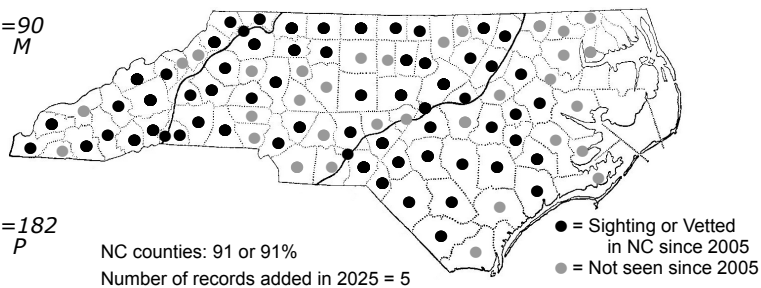 =90
M
=182
P
NC counties: 91 or 91%
Number of records added in 2025 = 5
= Sighting or Vetted
in NC since 2005
= Not seen since 2005